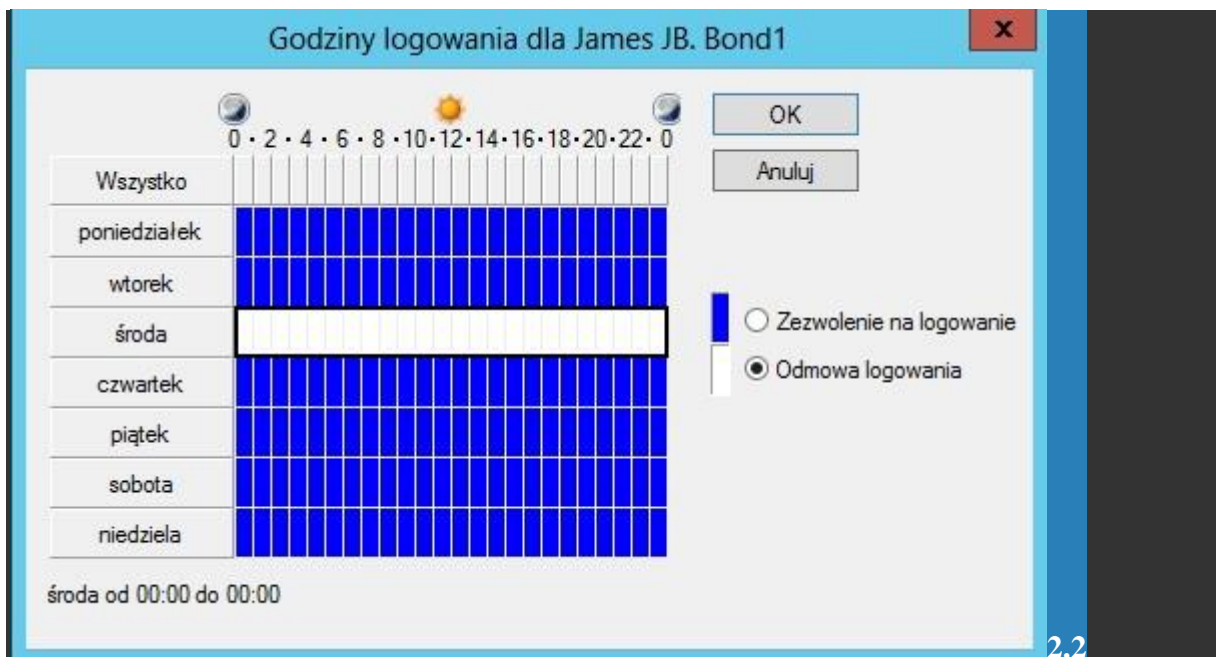 Godziny logowania dla James JB. Bond1
x
0 · 2 · 4 · 6 · 8 · 10 · 12 · 14 · 16 · 18 · 20 · 22 · 0
OK
Anuluj
Wszystko
poniedziałek
wtorek
środa
czwartek
piątek
sobota
niedziela
Zezwolenie na logowanie
Odmowa logowania
środa od 00:00 do 00:00
2.2